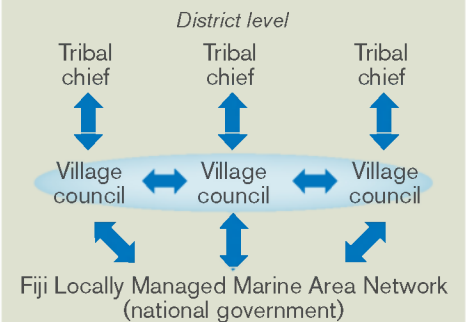 District level
Tribal chief
Tribal chief
Tribal chief
Village council
Village council
Village council
Fiji Locally Managed Marine Area Network
(national government)